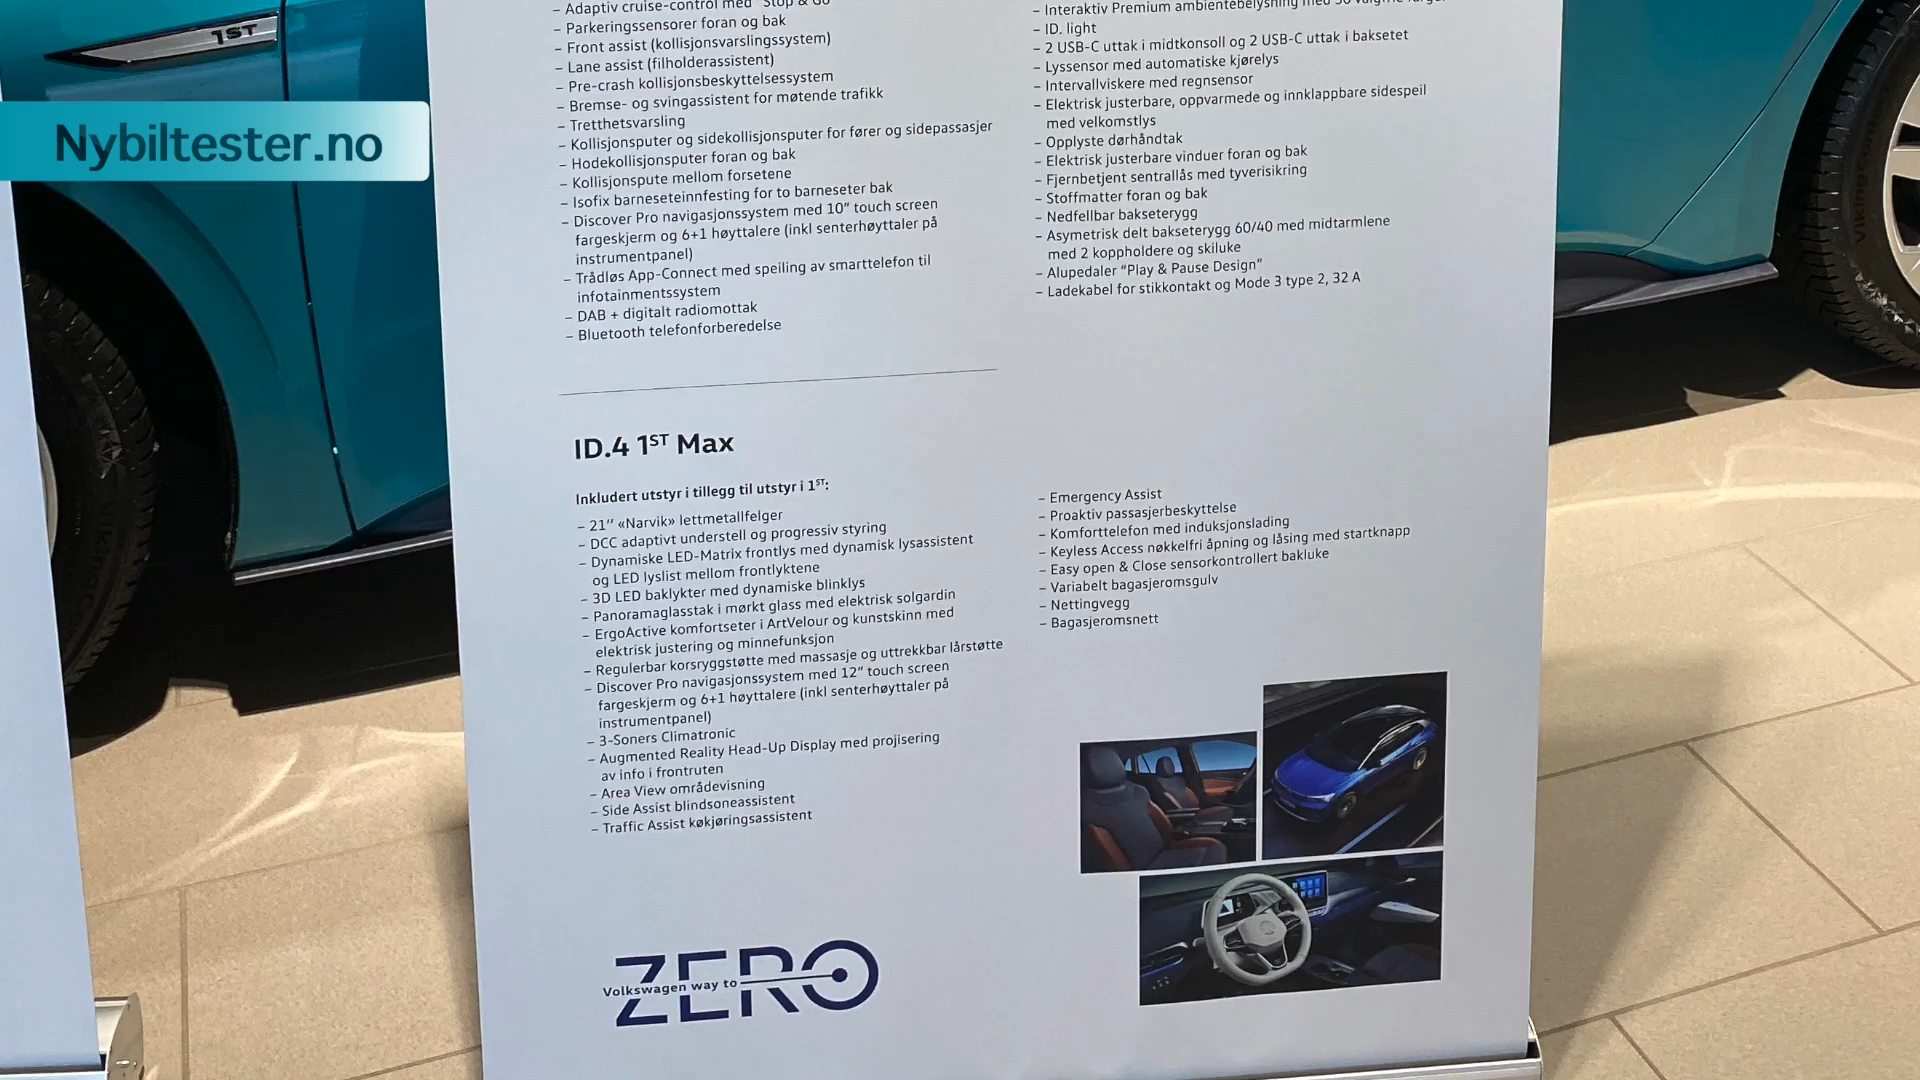 1ST
Nybiltester.no
– Adaptiv cruise-control med "Stop & Go
– Parkeringssensorer foran og bak
– Front assist (kollisjonsvarslingssystem)
– Lane assist (filholderassistent)
– Pre-crash kollisjonsbeskyttelsessystem
– Bremse- og svingassistent for møtende trafikk
– Tretthetsvarsling
– Kollisjonsputer og sidekollisjonsputer for fører og sidepassasjer
– Hodekollisjonsputer foran og bak
– Kollisjonspute mellom forsetene
– Isofix barneseteinnfesting for to barneseter bak
– Discover Pro navigasjonssystem med 10” touch screen
fargeskjerm og 6+1 høyttalere (inkl senterhøyttaler på
instrumentpanel)
– Trådløs App-Connect med speiling av smarttelefon til
infotainmentssystem
– DAB + digitalt radiomottak
– Bluetooth telefonforberedelse
– Interaktiv Premium ambientebelysning med 30 valgfrie farger
– ID. light
– 2 USB-C uttak i midtkonsoll og 2 USB-C uttak i baksetet
– Lyssensor med automatiske kjørelys
– Intervallviskere med regnsensor
– Elektrisk justerbare, oppvarmede og innklappbare sidespeil
med velkomstlys
– Opplyste dørhåndtak
– Elektrisk justerbare vinduer foran og bak
– Fjernbetjent sentrallås med tyverisikring
– Stoffmatter foran og bak
– Nedfellbar bakseterygg
– Asymetrisk delt bakseterygg 60/40 med midtarmlene
med 2 koppholdere og skiluke
– Alupedaler “Play & Pause Design”
– Ladekabel for stikkontakt og Mode 3 type 2, 32 A
ID.4 1ST Max
Inkludert utstyr i tillegg til utstyr i 1ST:
– 21’’ «Narvik» lettmetallfelger
– DCC adaptivt understell og progressiv styring
– Dynamiske LED-Matrix frontlys med dynamisk lysassistent
og LED lyslist mellom frontlyktene
– 3D LED baklykter med dynamiske blinklys
– Panoramaglasstak i mørkt glass med elektrisk solgardin
– ErgoActive komfortseter i ArtVelour og kunstskinn med
elektrisk justering og minnefunksjon
– Regulerbar korsryggstøtte med massasje og uttrekkbar lårstøtte
– Discover Pro navigasjonssystem med 12” touch screen
fargeskjerm og 6+1 høyttalere (inkl senterhøyttaler på
instrumentpanel)
– 3-Soners Climatronic
– Augmented Reality Head-Up Display med projisering
av info i frontruten
– Area View områdevisning
– Side Assist blindsoneassistent
– Traffic Assist køkjøringsassistent
– Emergency Assist
– Proaktiv passasjerbeskyttelse
– Komforttelefon med induksjonslading
– Keyless Access nøkkelfri åpning og låsing med startknapp
– Easy open & Close sensorkontrollert bakluke
– Variabelt bagasjeromsgulv
– Nettingvegg
– Bagasjeromsnett
Volkswagen way to
ZERO